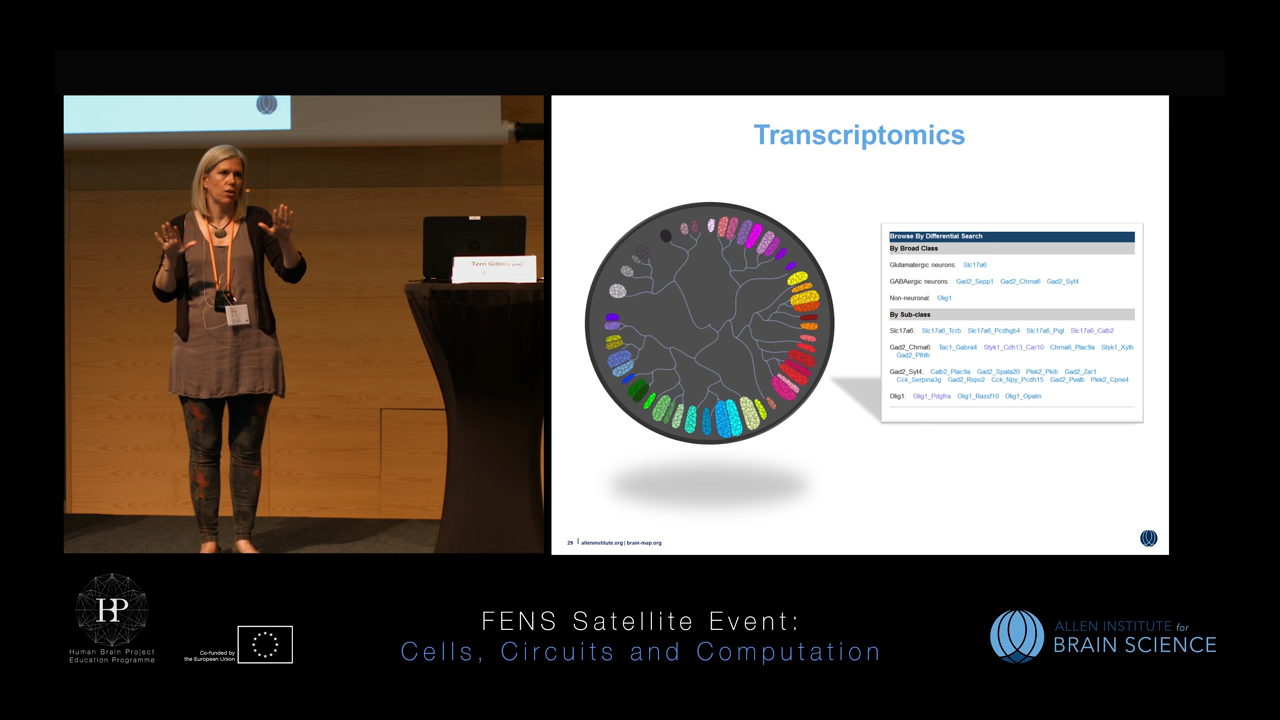 Transcriptomics
Browse By Differential Search
By Broad Class
Glutamatergic neurons: Slc17a6
GABAergic neurons: Gad2_Sepp1 Gad2_Chrna6 Gad2_Syt4
Non-neuronal: Olig1
By Sub-class
Slc17a6: Slc17a6_Tcrb Slc17a6_Pcdhgb4 Slc17a6_Pigl Slc17a6_Calb2
Gad2_Chrna6: Tac1_Gabra4 Styk1_Cdh13_Car10 Chrna6_Plac9a Styk1_Xylb
Gad2_Pthlh
Gad2_Syt4: Calb2_Plac9a Gad2_Spata20 Plek2_Pkib Gad2_Zar1
Cck_Serpina3g Gad2_Rspo2 Cck_Npy_Pcdh15 Gad2_Pvalb Plek2_Cpne4
Olig1: Olig1_Pdgfra Olig1_Rassf10 Olig1_Opalin
29 | alleninstitute.org | brain-map.org
Terri
HBP
Human Brain Project
Education Programme
Co-funded by
the European Union
FENS Satellite Event:
Cells, Circuits and Computation
ALLEN INSTITUTE for
BRAIN SCIENCE